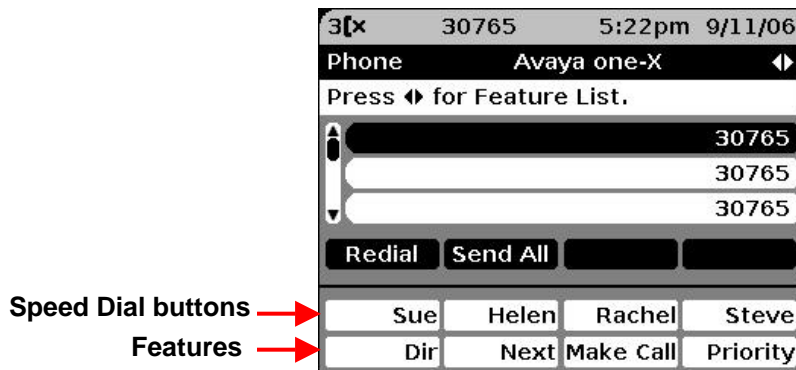 3 30765 5:22pm 9/11/06
Phone Avaya one-X
Press for Feature List.
30765
30765
30765
Redial Send All
Speed Dial buttons Sue Helen Rachel Steve
Features Dir Next Make Call Priority